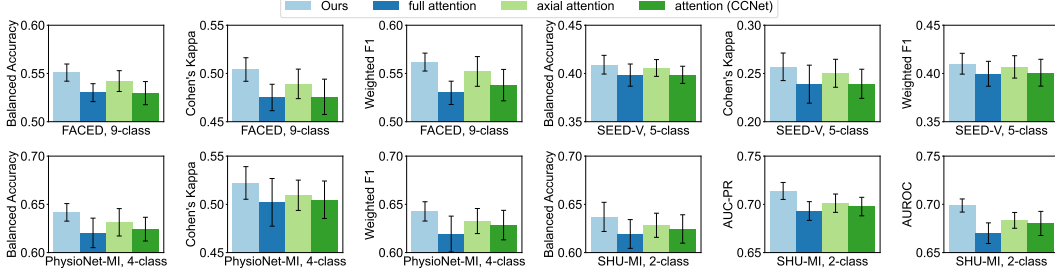 Ours full attention axial attention attention (CCNet)
Balanced Accuracy 0.60 0.55 0.50 FACED, 9-class
Cohen's Kappa 0.55 0.50 0.45 FACED, 9-class
Weighted F1 0.60 0.55 0.50 FACED, 9-class
Balanced Accuracy 0.45 0.40 0.35 SEED-V, 5-class
Cohen's Kappa 0.30 0.25 0.20 SEED-V, 5-class
Weighted F1 0.45 0.40 0.35 SEED-V, 5-class
Balanced Accuracy 0.70 0.65 0.60 PhysioNet-MI, 4-class
Cohen's Kappa 0.55 0.50 0.45 PhysioNet-MI, 4-class
Weighted F1 0.70 0.65 0.60 PhysioNet-MI, 4-class
Balanced Accuracy 0.70 0.65 0.60 SHU-MI, 2-class
AUC-PR 0.75 0.70 0.65 SHU-MI, 2-class
AUROC 0.75 0.70 0.65 SHU-MI, 2-class